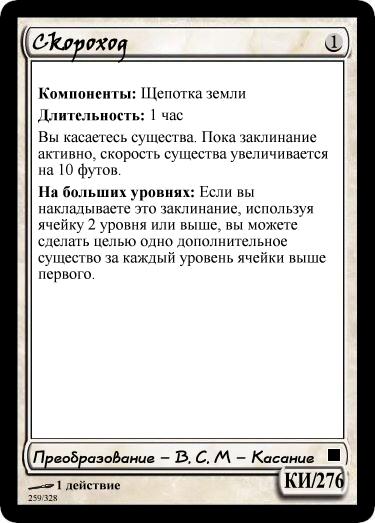 Скороход
1
Компоненты: Щепотка земли
Длительность: 1 час
Вы касаетесь существа. Пока заклинание
активно, скорость существа увеличивается
на 10 футов.
На больших уровнях: Если вы
накладываете это заклинание, используя
ячейку 2 уровня или выше, вы можете
сделать целью одно дополнительное
существо за каждый уровень ячейки выше
первого.
Преобразование – В, С, М – Касание
1 действие
КИ/276
259/328